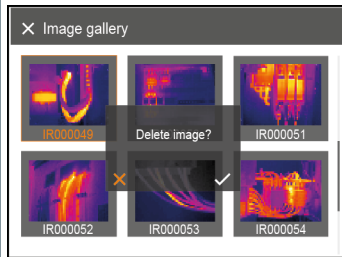 Image gallery
IR000049
Delete image?
IR000051
IR000052
IR000053
IR000054